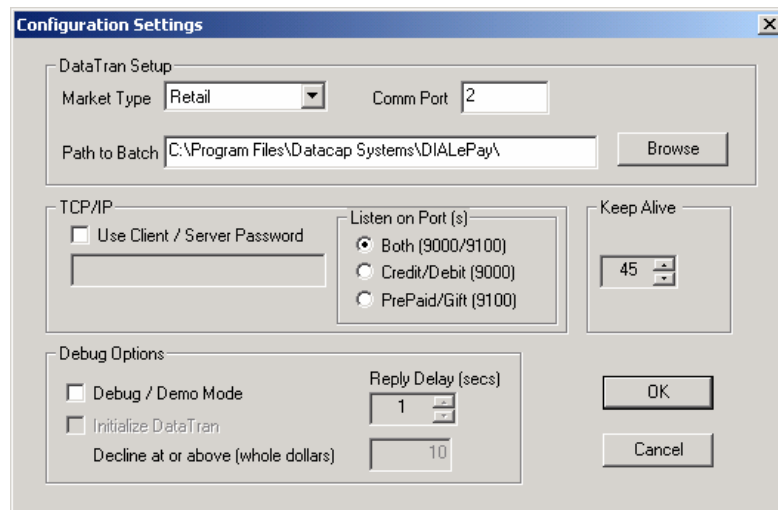 Configuration Settings
DataTran Setup
Market Type Retail Comm Port 2
Path to Batch C:\Program Files\Datacap Systems\DIALePay\ Browse
TCP/IP
Use Client / Server Password
Listen on Port (s)
Both (9000/9100)
Credit/Debit (9000)
PrePaid/Gift (9100)
Keep Alive
45
Debug Options
Debug / Demo Mode
Initialize DataTran
Reply Delay (secs)
1
Decline at or above (whole dollars) 10
OK
Cancel